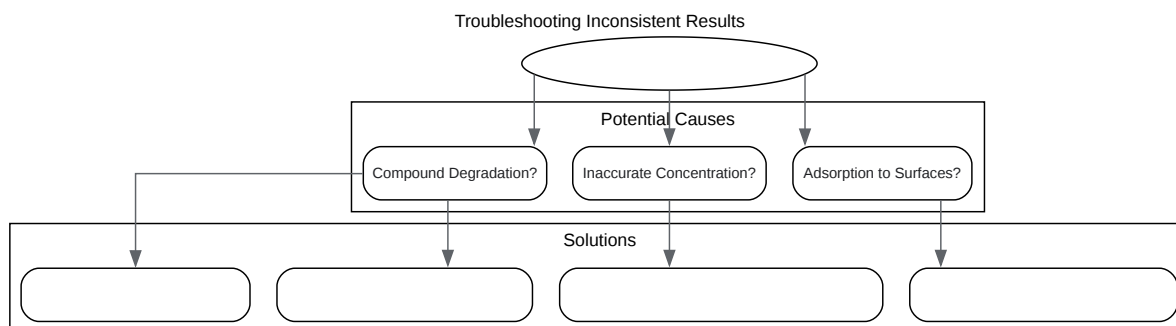 Troubleshooting Inconsistent Results
Potential Causes
Compound Degradation?
Inaccurate Concentration?
Adsorption to Surfaces?
Solutions